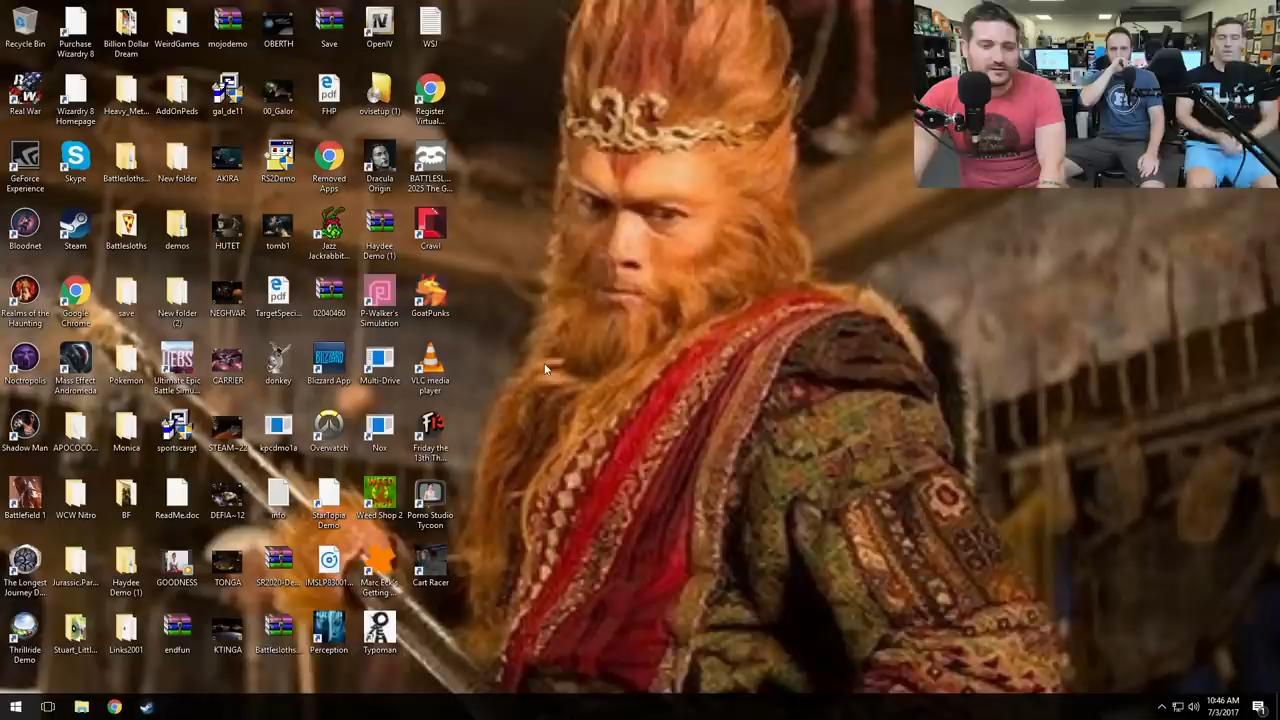 Recycle Bin
Purchase
Wizardry 8
Billion Dollar
Dream
WeirdGames
mojodemo
OBERTH
Save
OpenIV
WSJ
Real War
Wizardry 8
Homepage
Heavy_Met...
AddOnPeds
gal_de11
00_Galor
FHP
ovisetup (1)
Register
Virtual...
GeForce
Experience
Skype
Battlesloths...
New folder
AKIRA
RS2Demo
Removed
Apps
Dracula
Origin
BATTLESL...
2025 The G...
Bloodnet
Steam
Battlesloths
demos
HUTET
tomb1
Jazz
Jackrabbit...
Haydee
Demo (1)
Crawl
Realms of the
Haunting
Google
Chrome
save
New folder
(2)
NEGHVAR
TargetSpeci...
02040460
P-Walker's
Simulation
GoatPunks
Noctropolis
Mass Effect
Andromeda
Pokemon
Ultimate Epic
Battle Simu...
CARRIER
donkey
Blizzard App
Multi-Drive
VLC media
player
Shadow Man
APOCOCO...
Monica
sportscargt
STEAM~22
kpcdmo1a
Overwatch
Nox
Friday the
13th Th...
Battlefield 1
WCW Nitro
BF
ReadMe.doc
DEFIA~12
info
StarTopia
Demo
Weed Shop 2
Porno Studio
Tycoon
The Longest
Journey D...
Jurassic.Par...
Haydee
Demo (1)
GOODNESS
TONGA
SR2020-De...
IMSLP83001...
Marc Eck's
Getting ...
Cart Racer
Thrillride
Demo
Stuart_Littl...
Links2001
endfun
KTINGA
Battlesloths...
Perception
Typoman
10:46 AM
7/3/2017